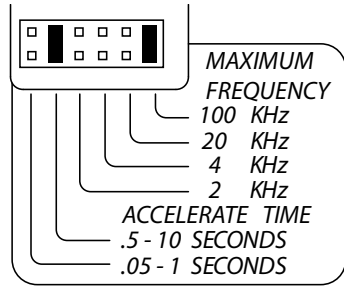 MAXIMUM
FREQUENCY
100 KHz
20 KHz
4 KHz
2 KHz
ACCELERATE TIME
.5 - 10 SECONDS
.05 - 1 SECONDS